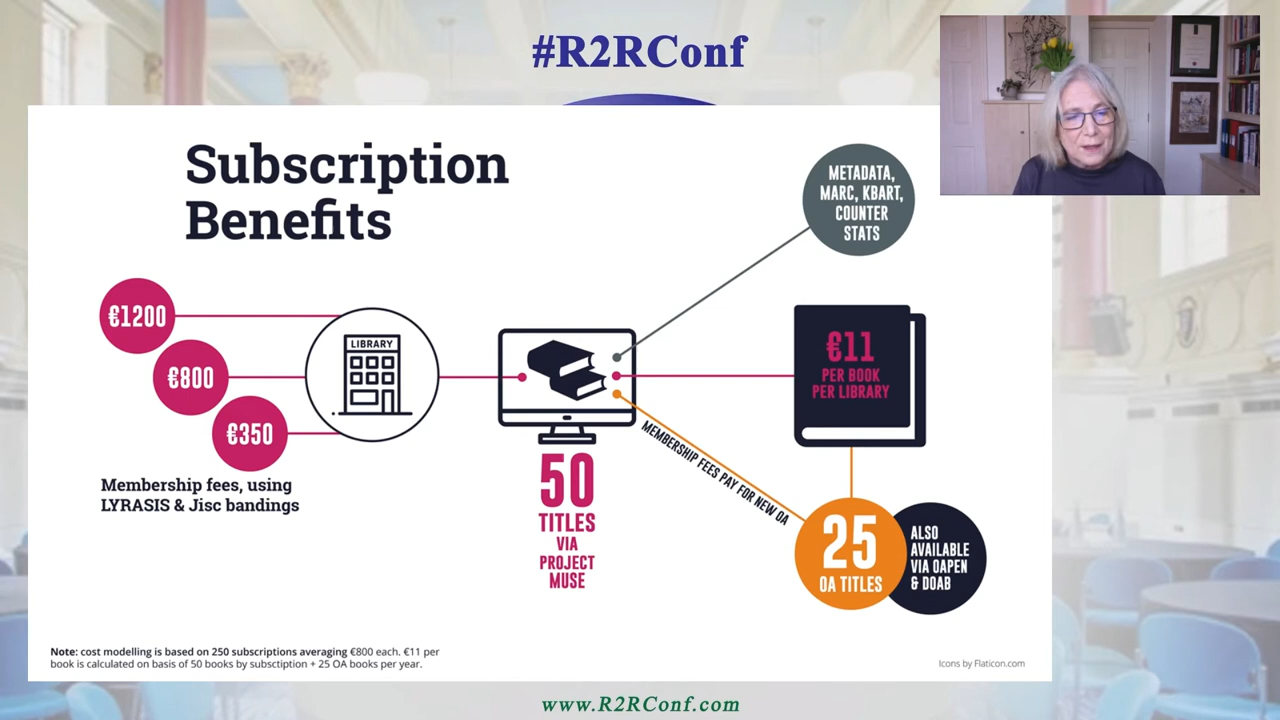 #R2RConf
Subscription
Benefits
METADATA,
MARC, KBART,
COUNTER
STATS
€1200
€800
€350
LIBRARY
Membership fees, using
LYRASIS & Jisc bandings
50
TITLES
VIA
PROJECT
MUSE
€11
PER BOOK
PER LIBRARY
MEMBERSHIP FEES PAY FOR NEW OA
25
OA TITLES
ALSO
AVAILABLE
VIA OAPEN
& DOAB
Note: cost modelling is based on 250 subscriptions averaging €800 each. €11 per
book is calculated on basis of 50 books by subsctiption + 25 OA books per year.
Icons by Flaticon.com
www.R2RConf.com